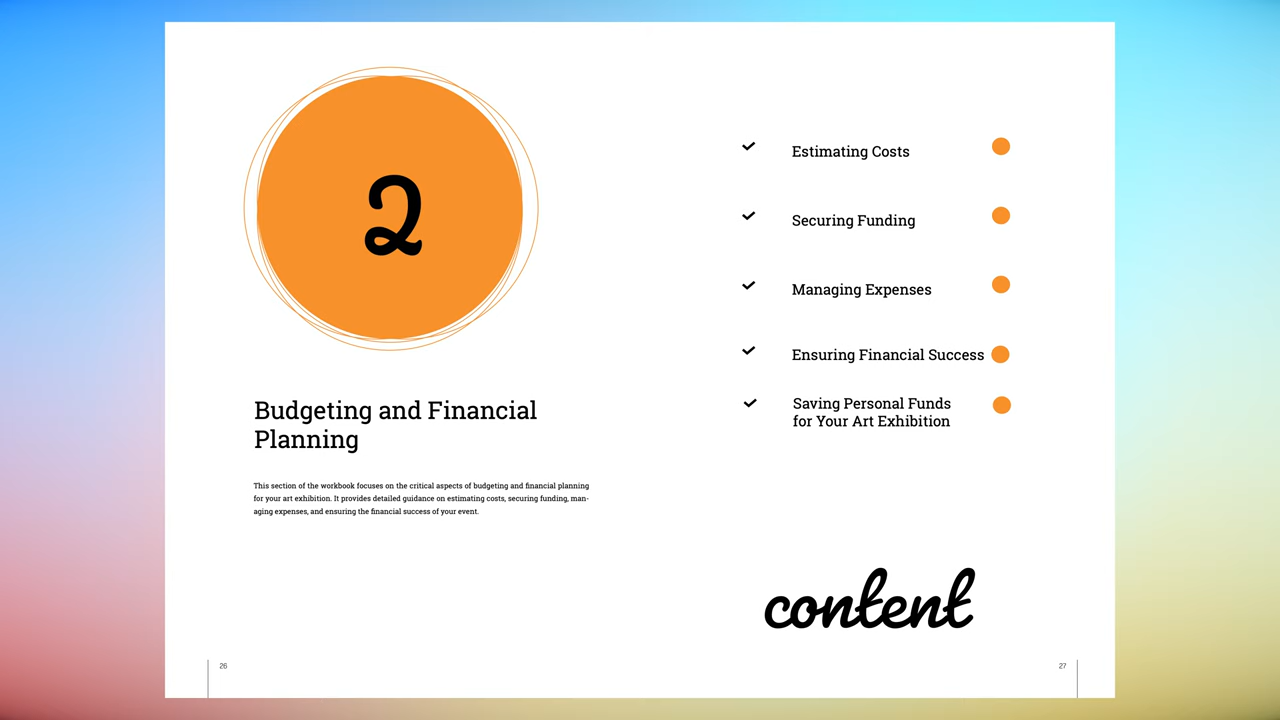 2
Budgeting and Financial
Planning
This section of the workbook focuses on the critical aspects of budgeting and financial planning
for your art exhibition. It provides detailed guidance on estimating costs, securing funding, man-
aging expenses, and ensuring the financial success of your event.
26
Estimating Costs
Securing Funding
Managing Expenses
Ensuring Financial Success
Saving Personal Funds
for Your Art Exhibition
content
27